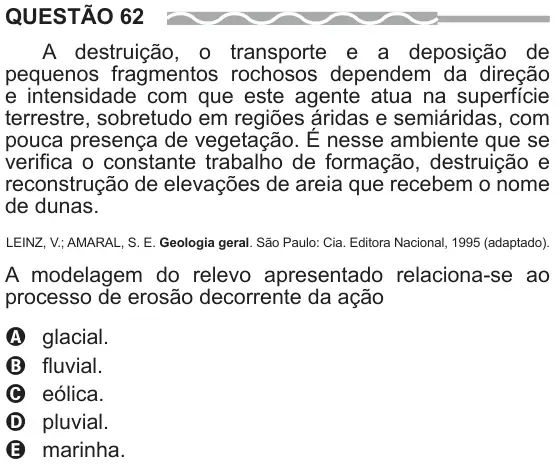 QUESTÃO 62
A destruição, o transporte e a deposição de
pequenos fragmentos rochosos dependem da direção
e intensidade com que este agente atua na superfície
terrestre, sobretudo em regiões áridas e semiáridas, com
pouca presença de vegetação. É nesse ambiente que se
verifica o constante trabalho de formação, destruição e
reconstrução de elevações de areia que recebem o nome
de dunas.
LEINZ, V.; AMARAL, S. E. Geologia geral. São Paulo: Cia. Editora Nacional, 1995 (adaptado).
A modelagem do relevo apresentado relaciona-se ao
processo de erosão decorrente da ação
A glacial.
B fluvial.
C eólica.
D pluvial.
E marinha.